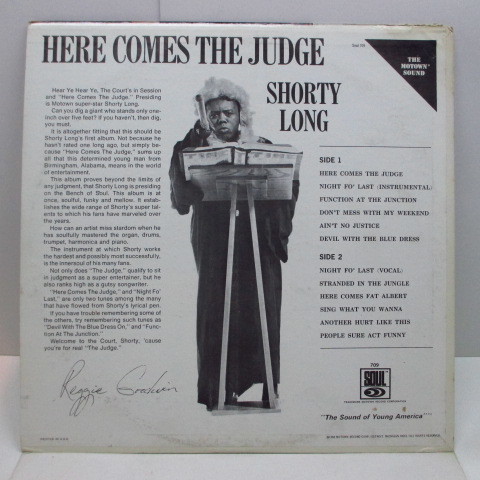 HERE COMES THE JUDGE
THE
MOTOWN
SOUND
SHORTY
LONG
Hear Ye Hear Ye, The Court's in Session
and "Here Comes The Judge." Presiding
is Motown super-star Shorty Long.
Can you dig a giant who stands only one-
inch over five feet? If you haven't, then dig,
you must.
It is altogether fitting that this should be
Shorty Long's first album. Not because he
hasn't rated one long ago, but simply be-
cause "Here Comes The Judge," sums up
all that this determined young man from
Birmingham, Alabama, means in the world
of entertainment.
This album proves beyond the limits of
any judgment, that Shorty Long is presiding
on the Bench of Soul. This album is at
once, soulful, funky and mellow. It estab-
lishes the wide range of Shorty's super tal-
ents to which his fans have marveled over
the years.
How can an artist miss stardom when he
has soulfully mastered the organ, drums,
trumpet, harmonica and piano.
The instrument at which Shorty works
the hardest and possibly most successfully,
is the innersoul of his many fans.
Not only does "The Judge," qualify to sit
in judgment as a super entertainer, but he
also ranks high as a gutsy songwriter.
"Here Comes The Judge," and "Night Fo'
Last," are only two tunes among the many
that have flowed from Shorty's lyrical pen.
If you have trouble remembering some of
the others, try remembering such tunes as
"Devil With The Blue Dress On," and "Func-
tion At The Junction."
Welcome to the Court, Shorty, 'cause
you're for real "The Judge."
Reggie Goodwin
SIDE 1
HERE COMES THE JUDGE
NIGHT FO' LAST (INSTRUMENTAL)
FUNCTION AT THE JUNCTION
DON'T MESS WITH MY WEEKEND
AIN'T NO JUSTICE
DEVIL WITH THE BLUE DRESS
SIDE 2
NIGHT FO' LAST (VOCAL)
STRANDED IN THE JUNGLE
HERE COMES FAT ALBERT
SING WHAT YOU WANNA
ANOTHER HURT LIKE THIS
PEOPLE SURE ACT FUNNY
709
SOUL
"The Sound of Young America"